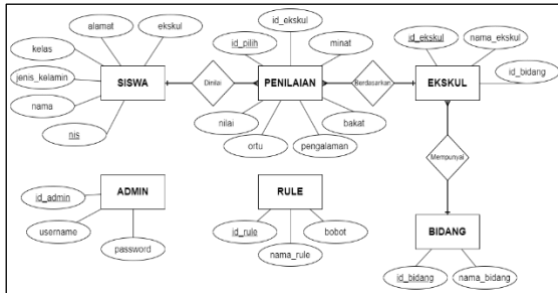 id_ekskul
alamat
ekskul
kelas
id_pilih
minat
id_ekskul
nama_ekskul
jenis_kelamin
SISWA
Dinilai
PENILAIAN
Berdasarkan
EKSKUL
id_bidang
nama
nilai
bakat
nis
ortu
pengalaman
Mempunyai
ADMIN
RULE
id_admin
username
password
id_rule
nama_rule
bobot
BIDANG
id_bidang
nama_bidang